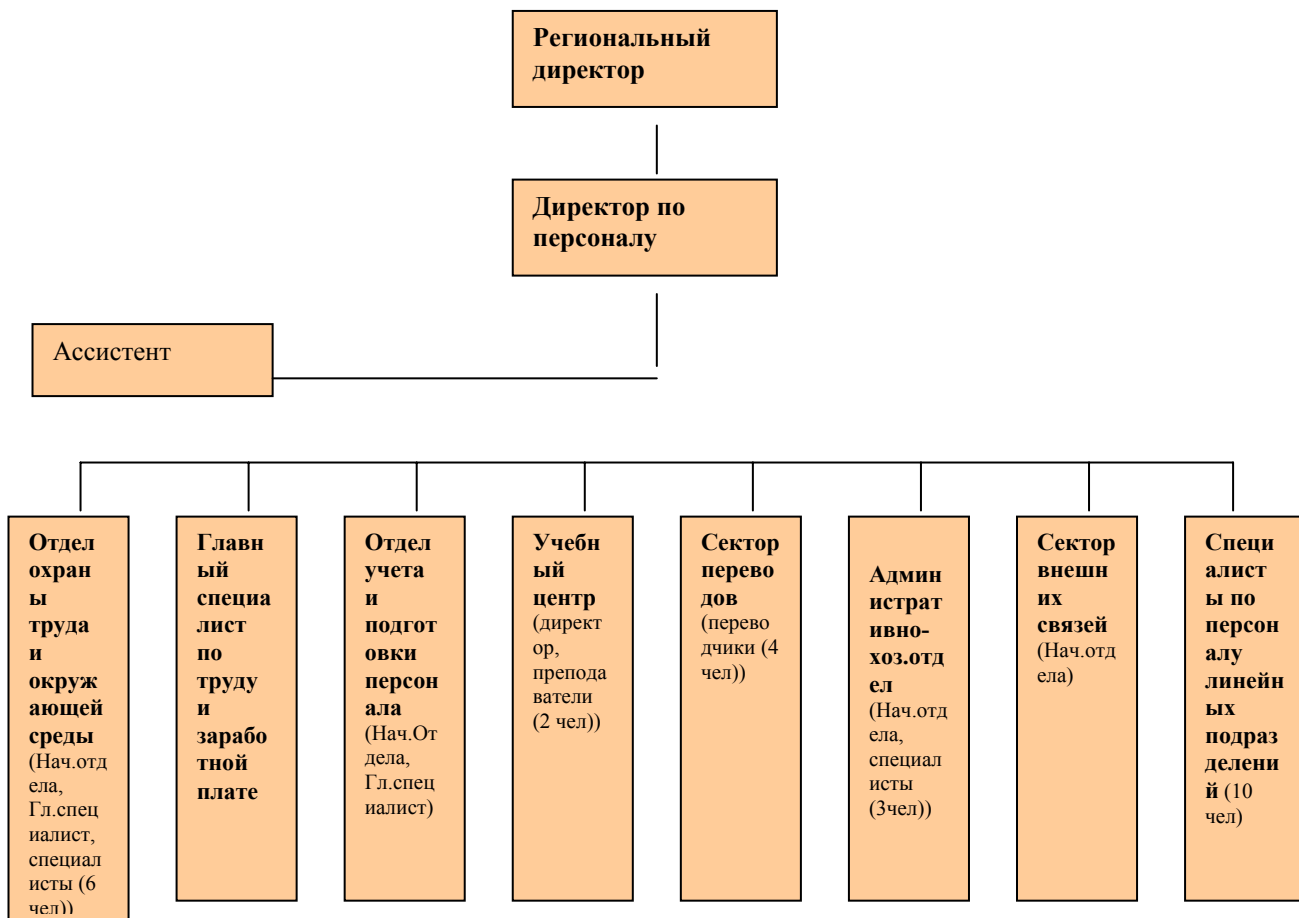 Региональный
директор
Директор по
персоналу
Ассистент
Отдел
охран
ы
труда
и
окруж
ающей
среды
(Нач.отд
ела,
Гл.спец
иалист,
специал
исты (6
чел))
Главн
ый
специа
лист
по
труду
и
зарабо
тной
плате
Отдел
учета
и
подгот
овки
персон
ала
(Нач.От
дела,
Гл.спец
иалист)
Учебн
ый
центр
(директ
ор,
препода
ватели
(2 чел))
Сектор
перево
дов
(перево
дчики (4
чел))
Админ
истрат
ивно-
хоз.отд
ел
(Нач.отд
ела,
специал
исты
(3чел))
Сектор
внешн
их
связей
(Нач.отд
ела)
Специ
алист
ы по
персон
алу
линейн
ых
подраз
делени
й (10
чел)